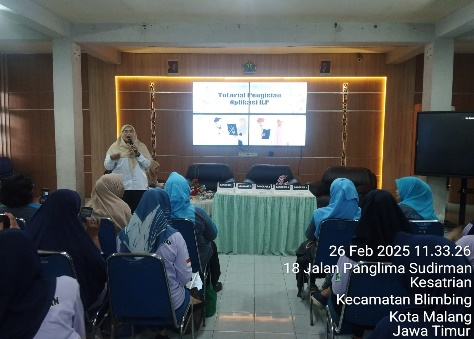 Tutorial Pengisian
Aplikasi ILP
26 Feb 2025 11.33.26
18 Jalan Panglima Sudirman
Kesatrian
Kecamatan Blimbing
Kota Malang
Jawa Timur